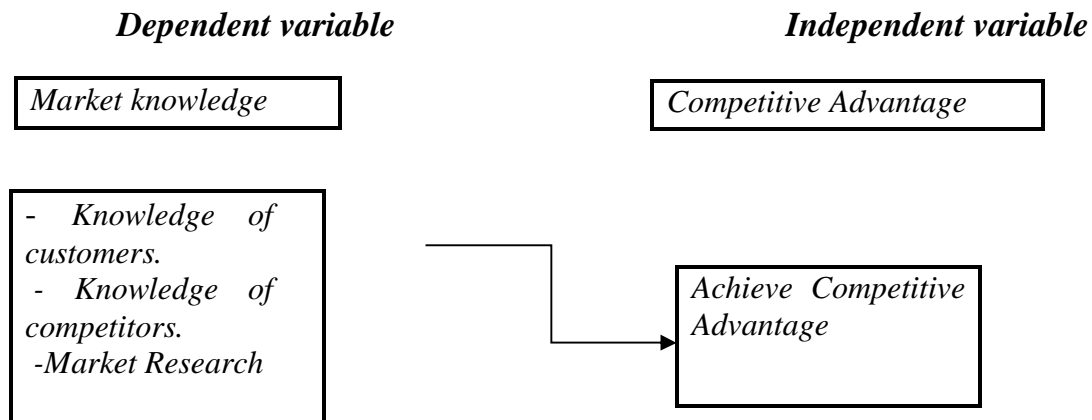 Dependent variable
Independent variable
Market knowledge
Competitive Advantage
- Knowledge of
customers.
- Knowledge of
competitors.
-Market Research
Achieve Competitive
Advantage